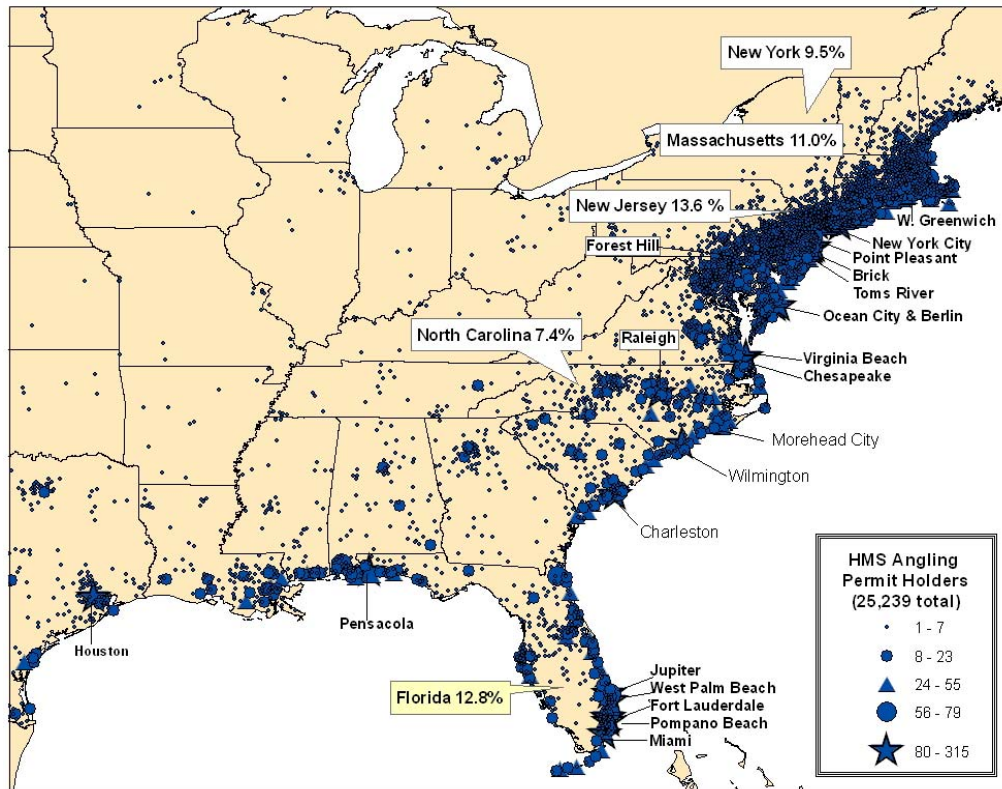 New York 9.5%
Massachusetts 11.0%
New Jersey 13.6 %
W. Greenwich
New York City
Forest Hill
Point Pleasant
Brick
Toms River
Ocean City & Berlin
North Carolina 7.4%
Raleigh
Virginia Beach
Chesapeake
Morehead City
Wilmington
Charleston
Pensacola
Houston
Florida 12.8%
Jupiter
West Palm Beach
Fort Lauderdale
Pompano Beach
Miami
HMS Angling
Permit Holders
(25,239 total)
1 - 7
8 - 23
24 - 55
56 - 79
80 - 315